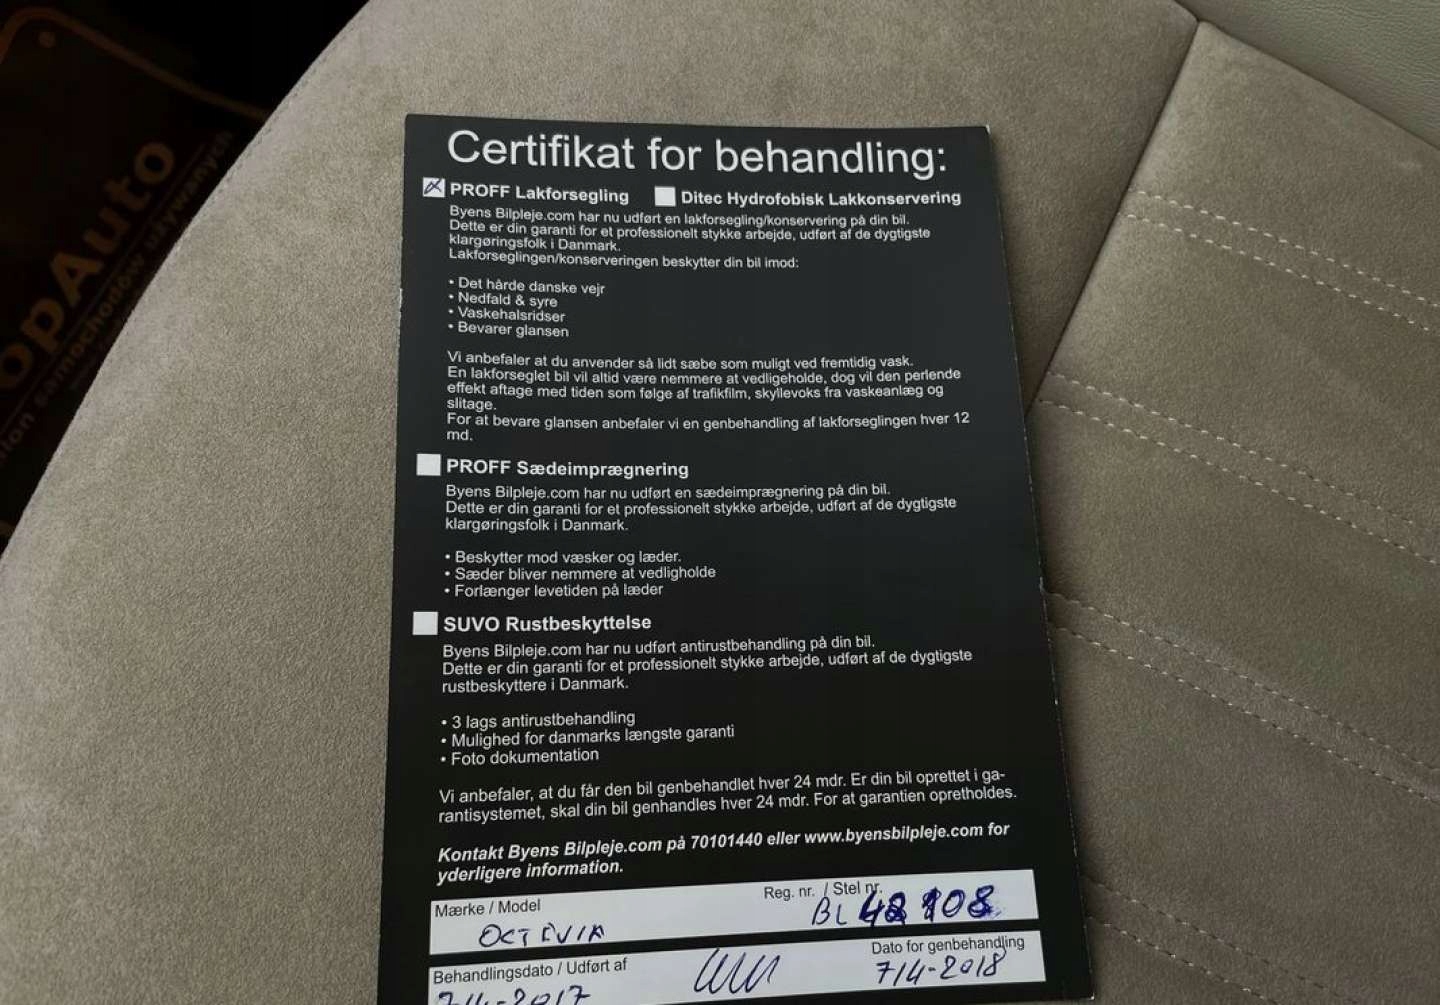 Certifikat for behandling:
PROFF Lakforsegling Ditec Hydrofobisk Lakkonservering
Byens Bilpleje.com har nu udført en lakforsegling/konservering på din bil.
Dette er din garanti for et professionelt stykke arbejde, udført af de dygtigste
klargøringsfolk i Danmark.
Lakforseglingen/konserveringen beskytter din bil imod:
• Det hårde danske vejr
• Nedfald & syre
• Vaskehalsridser
• Bevarer glansen
Vi anbefaler at du anvender så lidt sæbe som muligt ved fremtidig vask.
En lakforseglet bil vil altid være nemmere at vedligeholde, dog vil den perlende
effekt aftage med tiden som følge af trafikfilm, skyllevoks fra vaskeanlæg og
slitage.
For at bevare glansen anbefaler vi en genbehandling af lakforseglingen hver 12
md.
PROFF Sædeimprægnering
Byens Bilpleje.com har nu udført en sædeimprægnering på din bil.
Dette er din garanti for et professionelt stykke arbejde, udført af de dygtigste
klargøringsfolk i Danmark.
• Beskytter mod væsker og læder.
• Sæder bliver nemmere at vedligholde
• Forlænger levetiden på læder
SUVO Rustbeskyttelse
Byens Bilpleje.com har nu udført antirustbehandling på din bil.
Dette er din garanti for et professionelt stykke arbejde, udført af de dygtigste
rustbeskyttere i Danmark.
• 3 lags antirustbehandling
• Mulighed for danmarks længste garanti
• Foto dokumentation
Vi anbefaler, at du får den bil genbehandlet hver 24 mdr. Er din bil oprettet i ga-
rantisystemet, skal din bil genhandles hver 24 mdr. For at garantien opretholdes.
Kontakt Byens Bilpleje.com på 70101440 eller www.byensbilpleje.com for
yderligere information.
Mærke / Model Reg. nr. / Stel nr.
OCTEVIA BL
Behandlingsdato / Udført af Dato for genbehandling
7/4-2017 7/4-2018
opAuto
salon samochodów używanych